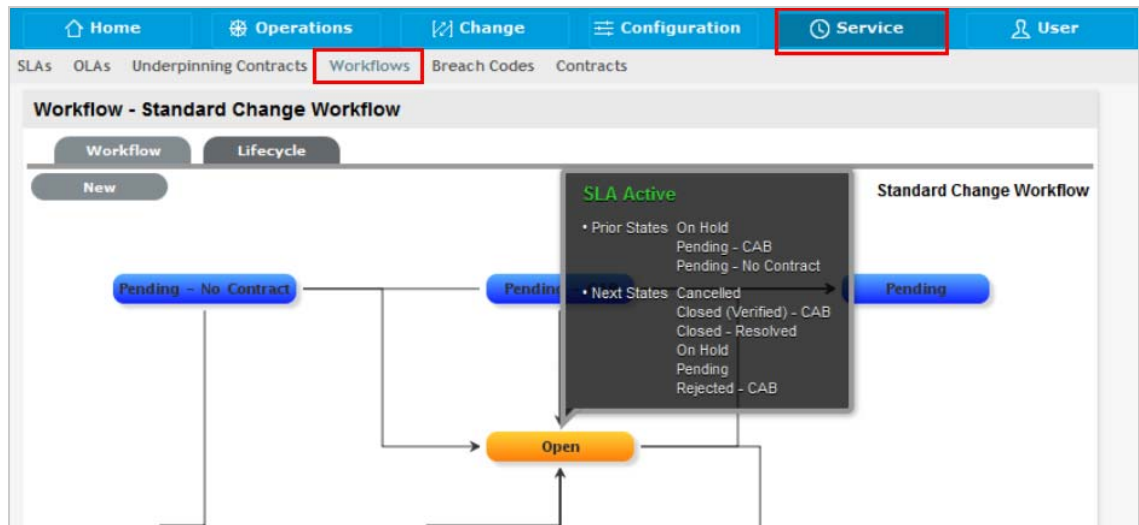 Home Operations Change Configuration Service User
SLAs OLAs Underpinning Contracts Workflows Breach Codes Contracts
Workflow - Standard Change Workflow
Workflow Lifecycle
New
Standard Change Workflow
SLA Active
• Prior States On Hold
Pending - CAB
Pending - No Contract
• Next States Cancelled
Closed (Verified) - CAB
Closed - Resolved
On Hold
Pending
Rejected - CAB
Pending - No Contract
Pending
Pending
Open